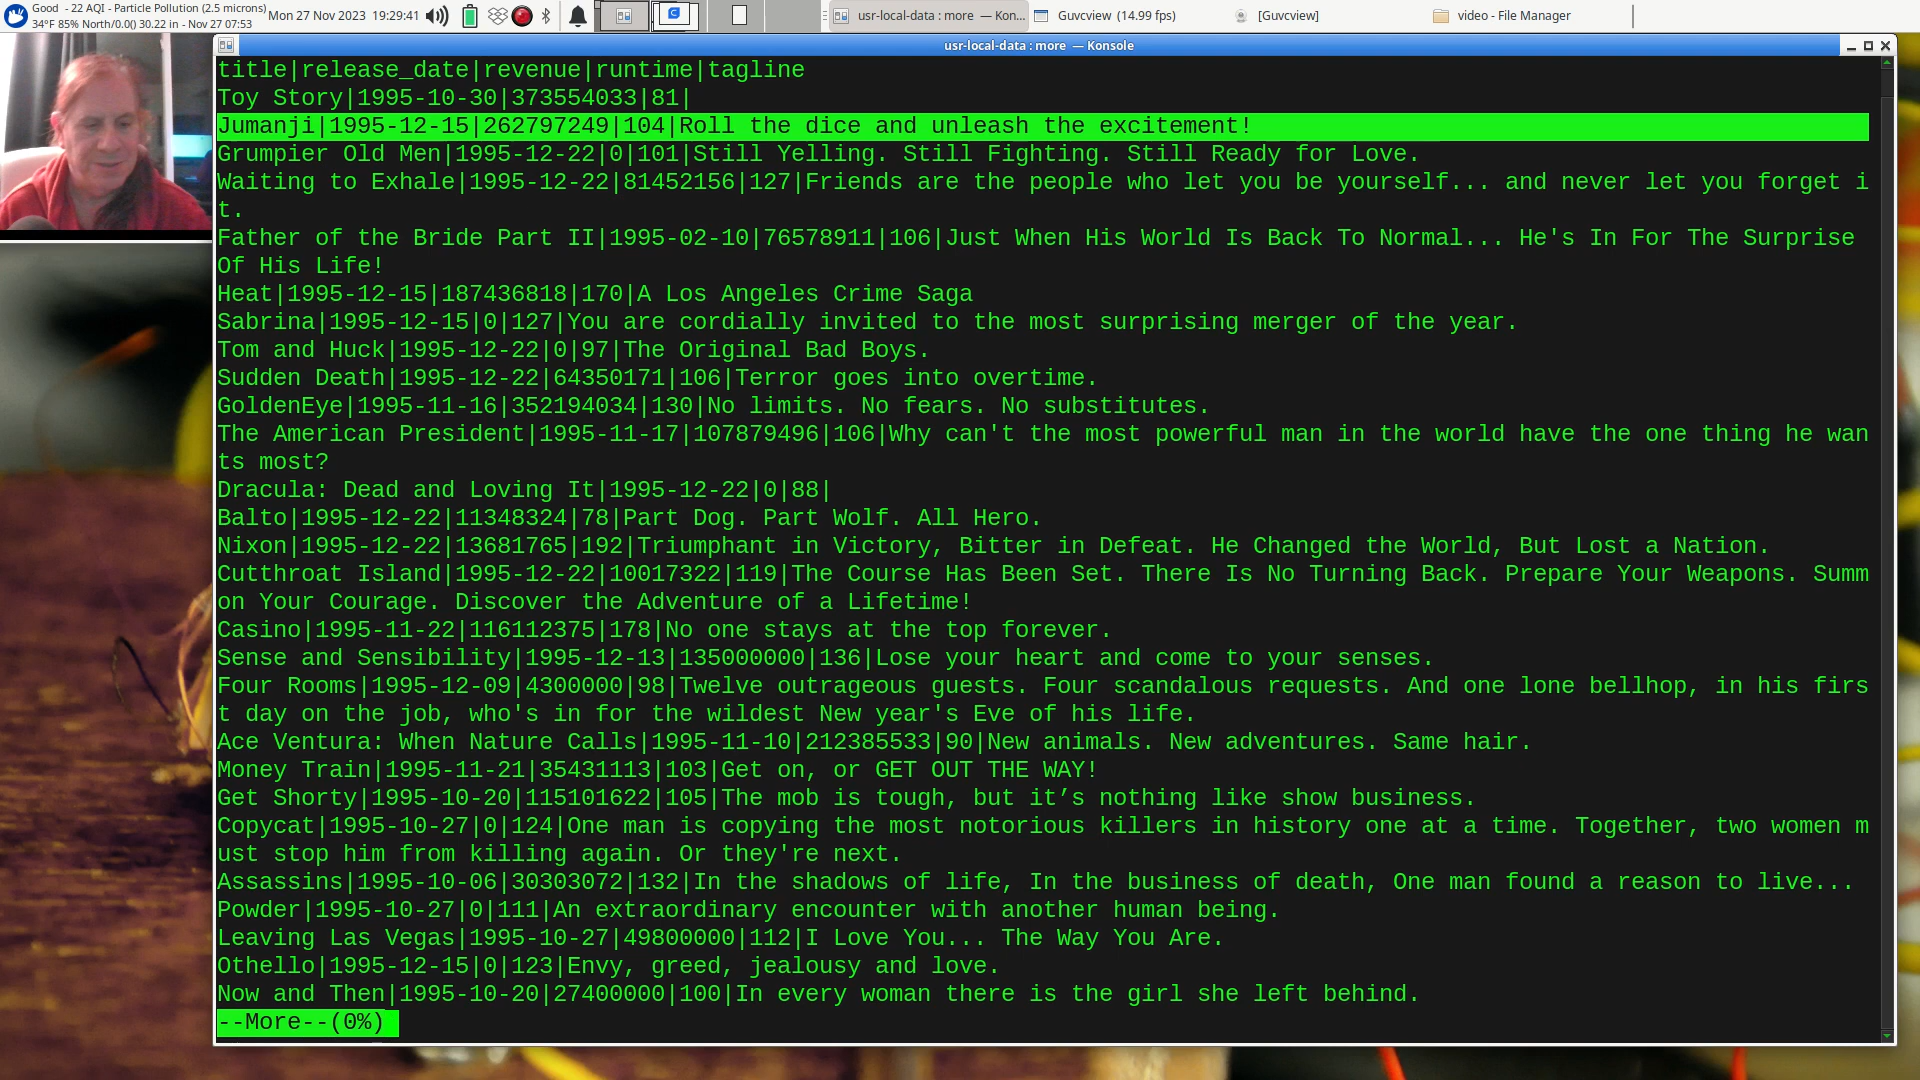 Good - 22 AQI - Particle Pollution (2.5 microns)
34°F 85% North/0.0() 30.22 in - Nov 27 07:53
Mon 27 Nov 2023 19:29:41
usr-local-data : more — Kon...
Guvcview (14.99 fps)
[Guvcview]
video - File Manager
usr-local-data : more — Konsole
title|release_date|revenue|runtime|tagline
Toy Story|1995-10-30|373554033|81|
Jumanji|1995-12-15|262797249|104|Roll the dice and unleash the excitement!
Grumpier Old Men|1995-12-22|0|101|Still Yelling. Still Fighting. Still Ready for Love.
Waiting to Exhale|1995-12-22|81452156|127|Friends are the people who let you be yourself... and never let you forget i
t.
Father of the Bride Part II|1995-02-10|76578911|106|Just When His World Is Back To Normal... He's In For The Surprise
Of His Life!
Heat|1995-12-15|187436818|170|A Los Angeles Crime Saga
Sabrina|1995-12-15|0|127|You are cordially invited to the most surprising merger of the year.
Tom and Huck|1995-12-22|0|97|The Original Bad Boys.
Sudden Death|1995-12-22|64350171|106|Terror goes into overtime.
GoldenEye|1995-11-16|352194034|130|No limits. No fears. No substitutes.
The American President|1995-11-17|107879496|106|Why can't the most powerful man in the world have the one thing he wan
ts most?
Dracula: Dead and Loving It|1995-12-22|0|88|
Balto|1995-12-22|11348324|78|Part Dog. Part Wolf. All Hero.
Nixon|1995-12-22|13681765|192|Triumphant in Victory, Bitter in Defeat. He Changed the World, But Lost a Nation.
Cutthroat Island|1995-12-22|10017322|119|The Course Has Been Set. There Is No Turning Back. Prepare Your Weapons. Summ
on Your Courage. Discover the Adventure of a Lifetime!
Casino|1995-11-22|116112375|178|No one stays at the top forever.
Sense and Sensibility|1995-12-13|135000000|136|Lose your heart and come to your senses.
Four Rooms|1995-12-09|4300000|98|Twelve outrageous guests. Four scandalous requests. And one lone bellhop, in his firs
t day on the job, who's in for the wildest New year's Eve of his life.
Ace Ventura: When Nature Calls|1995-11-10|212385533|90|New animals. New adventures. Same hair.
Money Train|1995-11-21|35431113|103|Get on, or GET OUT THE WAY!
Get Shorty|1995-10-20|115101622|105|The mob is tough, but it’s nothing like show business.
Copycat|1995-10-27|0|124|One man is copying the most notorious killers in history one at a time. Together, two women m
ust stop him from killing again. Or they're next.
Assassins|1995-10-06|30303072|132|In the shadows of life, In the business of death, One man found a reason to live...
Powder|1995-10-27|0|111|An extraordinary encounter with another human being.
Leaving Las Vegas|1995-10-27|49800000|112|I Love You... The Way You Are.
Othello|1995-12-15|0|123|Envy, greed, jealousy and love.
Now and Then|1995-10-20|27400000|100|In every woman there is the girl she left behind.
--More--(0%)